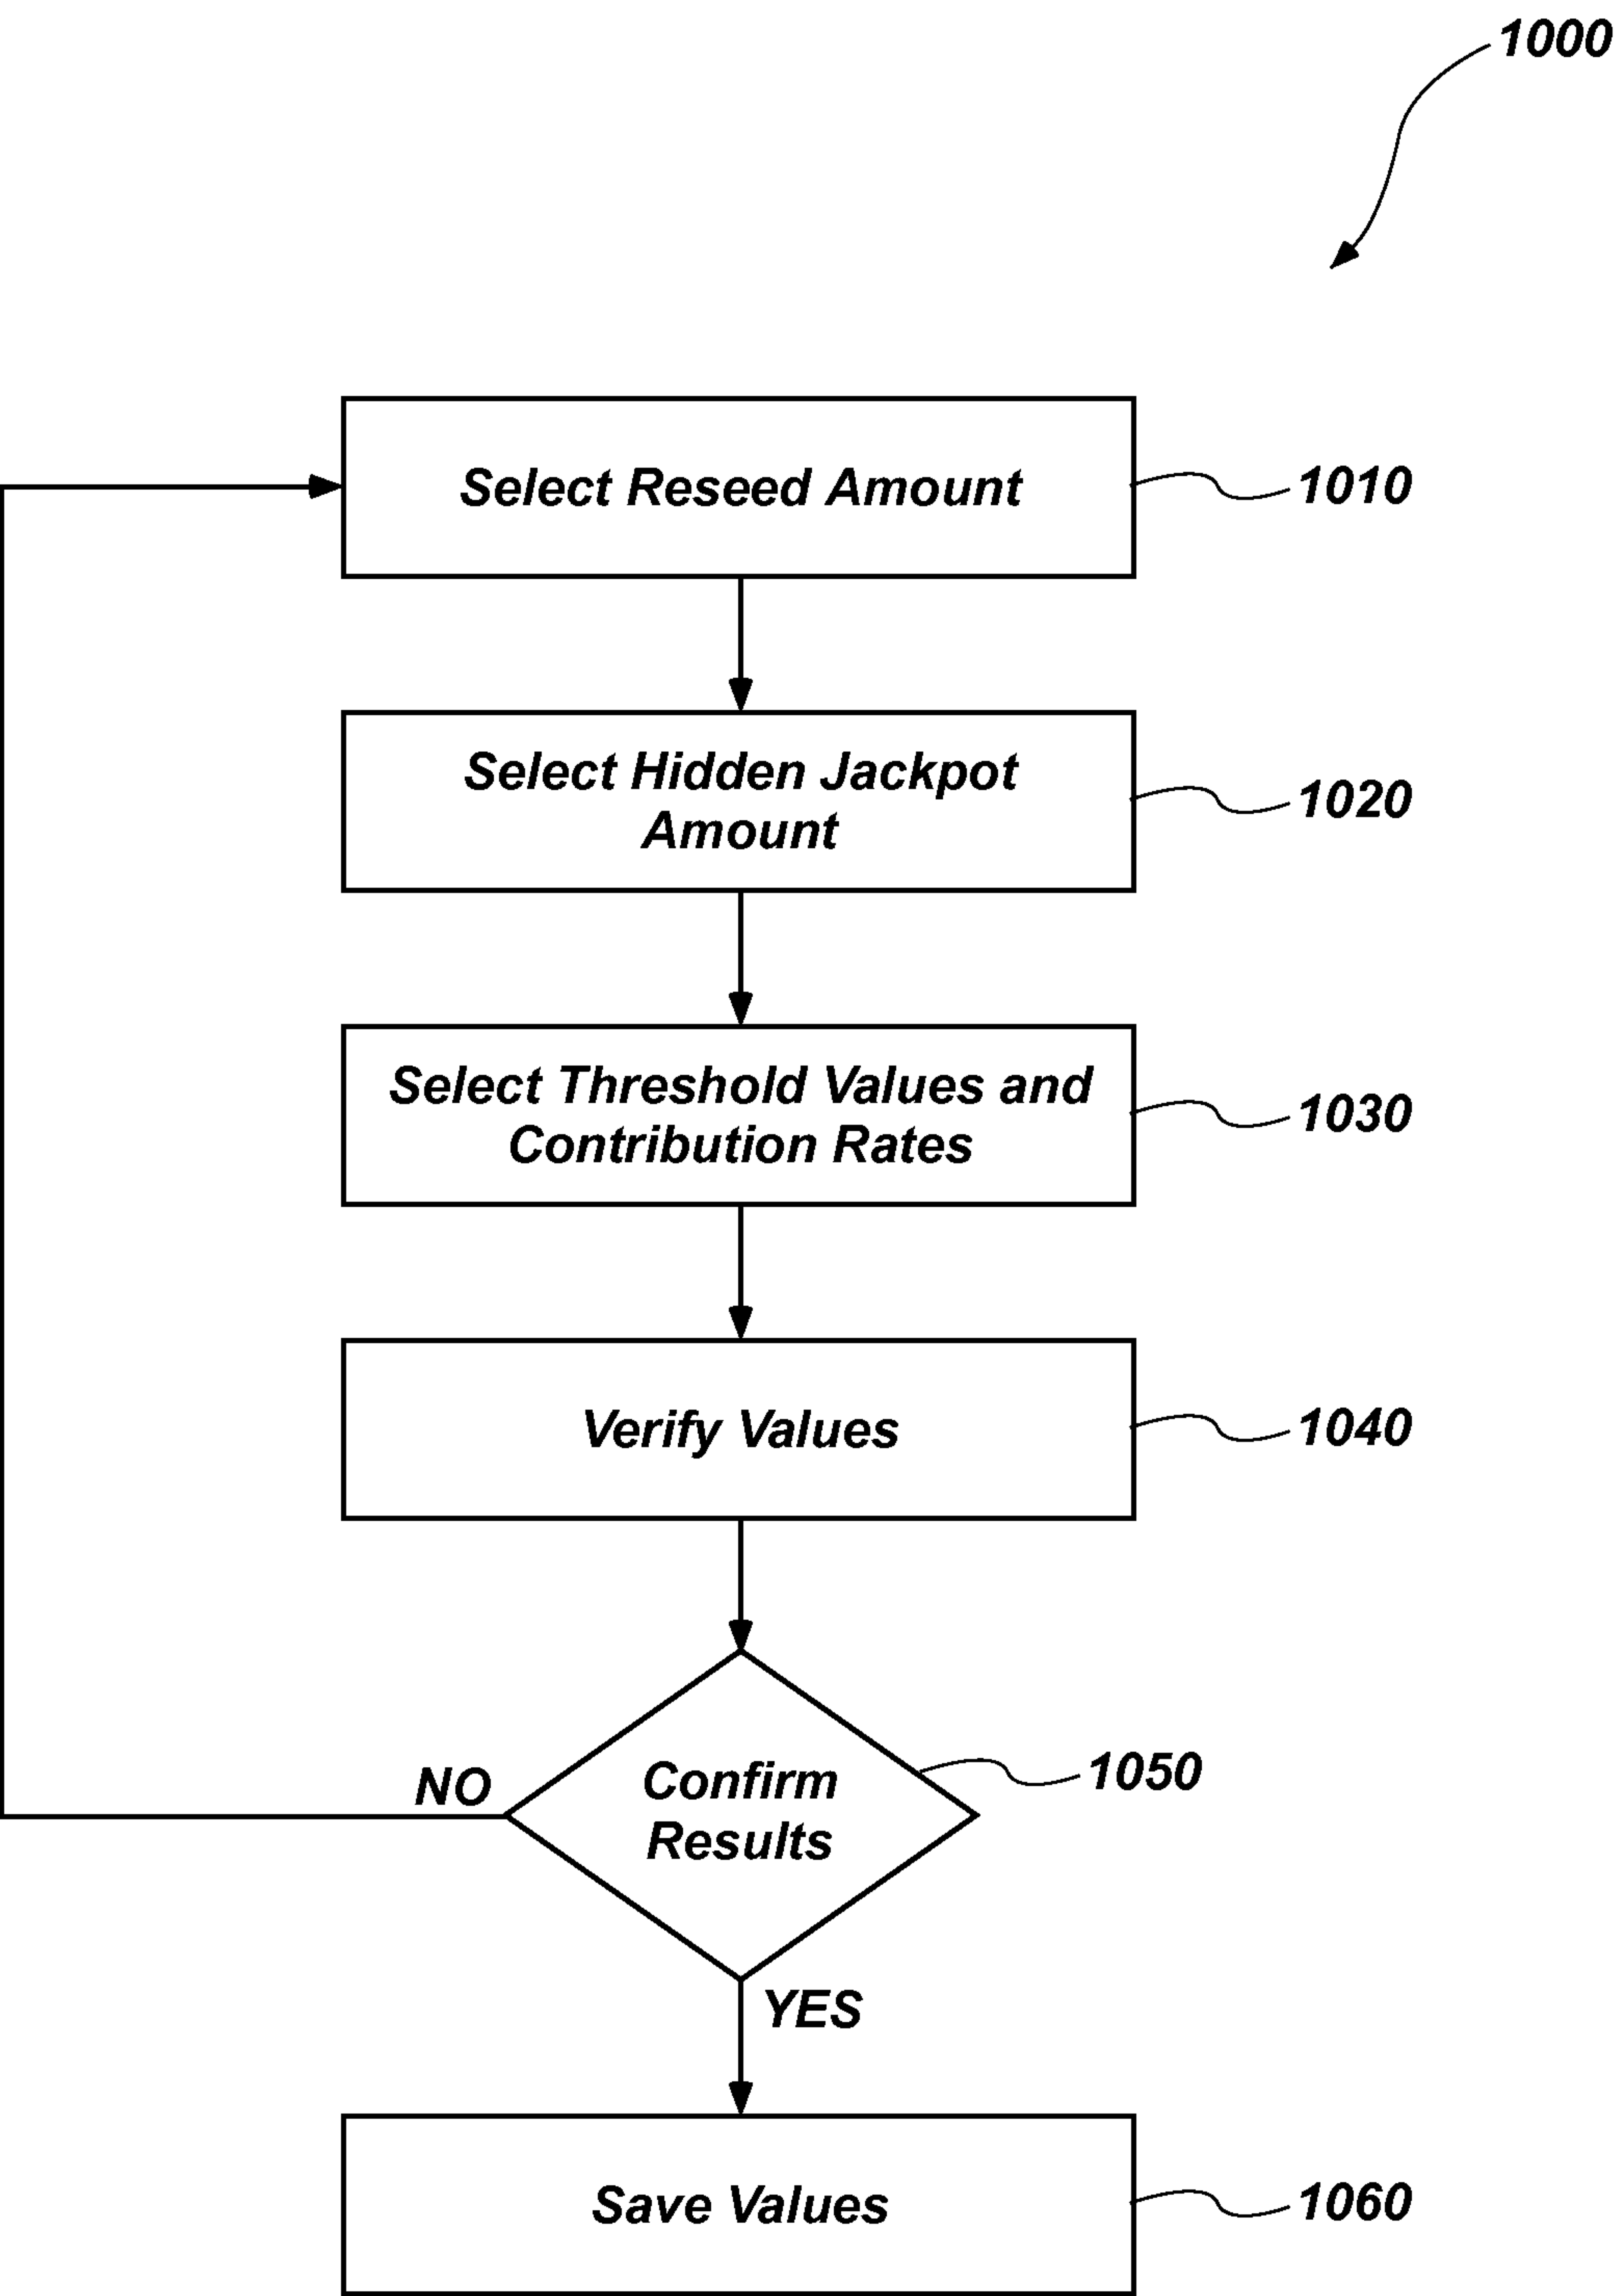 1000
Select Reseed Amount
1010
Select Hidden Jackpot
Amount
1020
Select Threshold Values and
Contribution Rates
1030
Verify Values
1040
Confirm
Results
1050
NO
YES
Save Values
1060